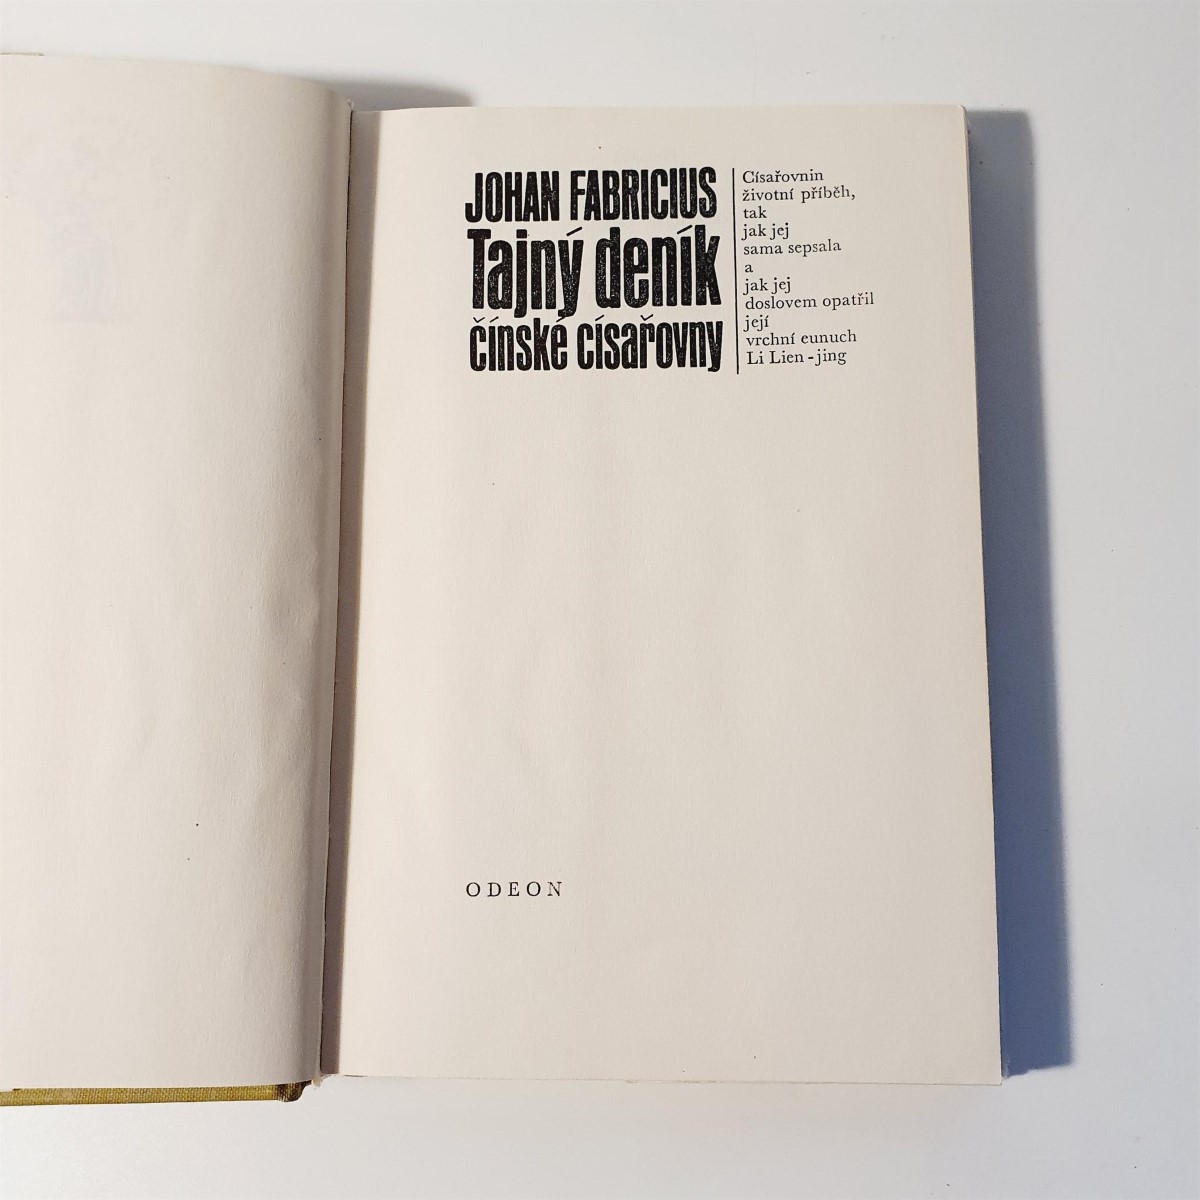 JOHAN FABRICIUS
Tajný deník
čínské císařovny
Císařovnin
životní příběh,
tak
jak jej
sama sepsala
a
jak jej
doslovem opatřil
její
vrchní eunuch
Li Lien-jing
ODEON